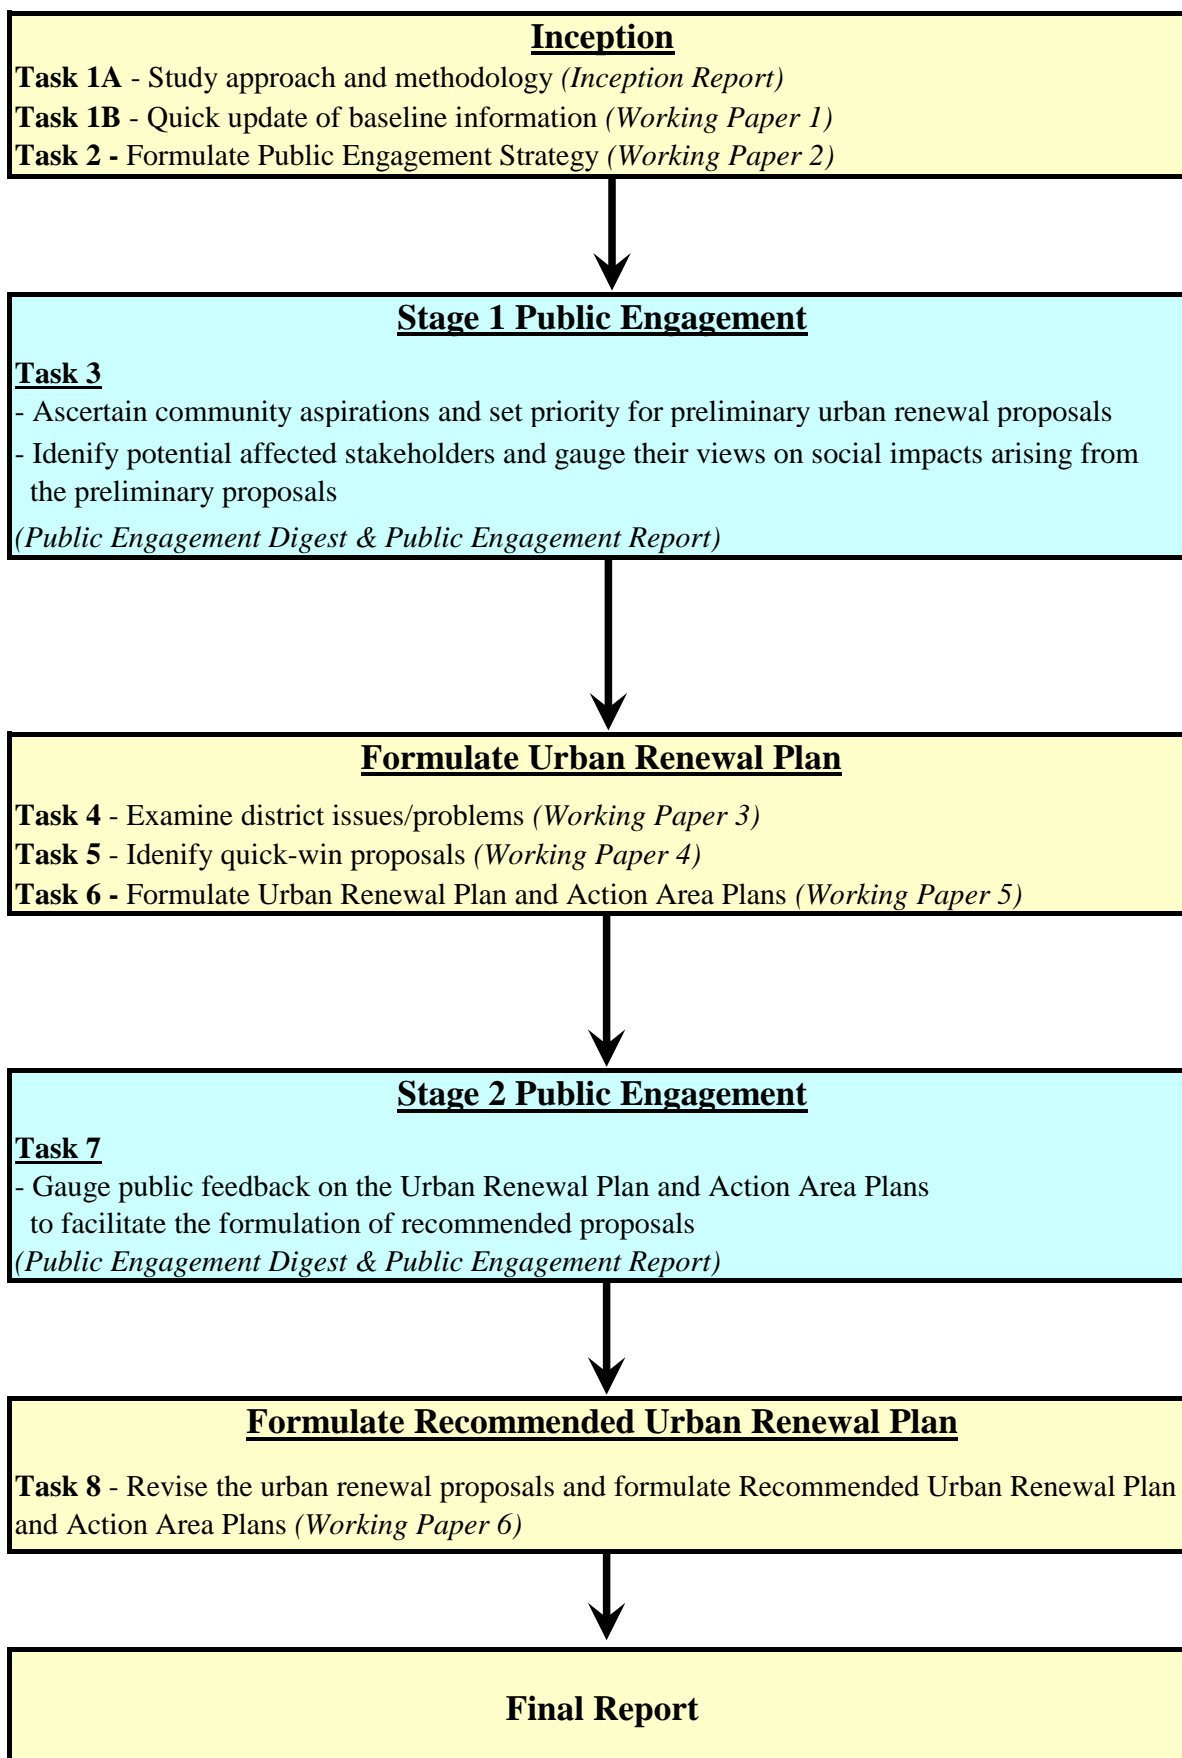 Inception
Task 1A - Study approach and methodology (Inception Report)
Task 1B - Quick update of baseline information (Working Paper 1)
Task 2 - Formulate Public Engagement Strategy (Working Paper 2)
Stage 1 Public Engagement
Task 3
- Ascertain community aspirations and set priority for preliminary urban renewal proposals
- Idenify potential affected stakeholders and gauge their views on social impacts arising from
the preliminary proposals
(Public Engagement Digest & Public Engagement Report)
Formulate Urban Renewal Plan
Task 4 - Examine district issues/problems (Working Paper 3)
Task 5 - Idenify quick-win proposals (Working Paper 4)
Task 6 - Formulate Urban Renewal Plan and Action Area Plans (Working Paper 5)
Stage 2 Public Engagement
Task 7
- Gauge public feedback on the Urban Renewal Plan and Action Area Plans
to facilitate the formulation of recommended proposals
(Public Engagement Digest & Public Engagement Report)
Formulate Recommended Urban Renewal Plan
Task 8 - Revise the urban renewal proposals and formulate Recommended Urban Renewal Plan
and Action Area Plans (Working Paper 6)
Final Report